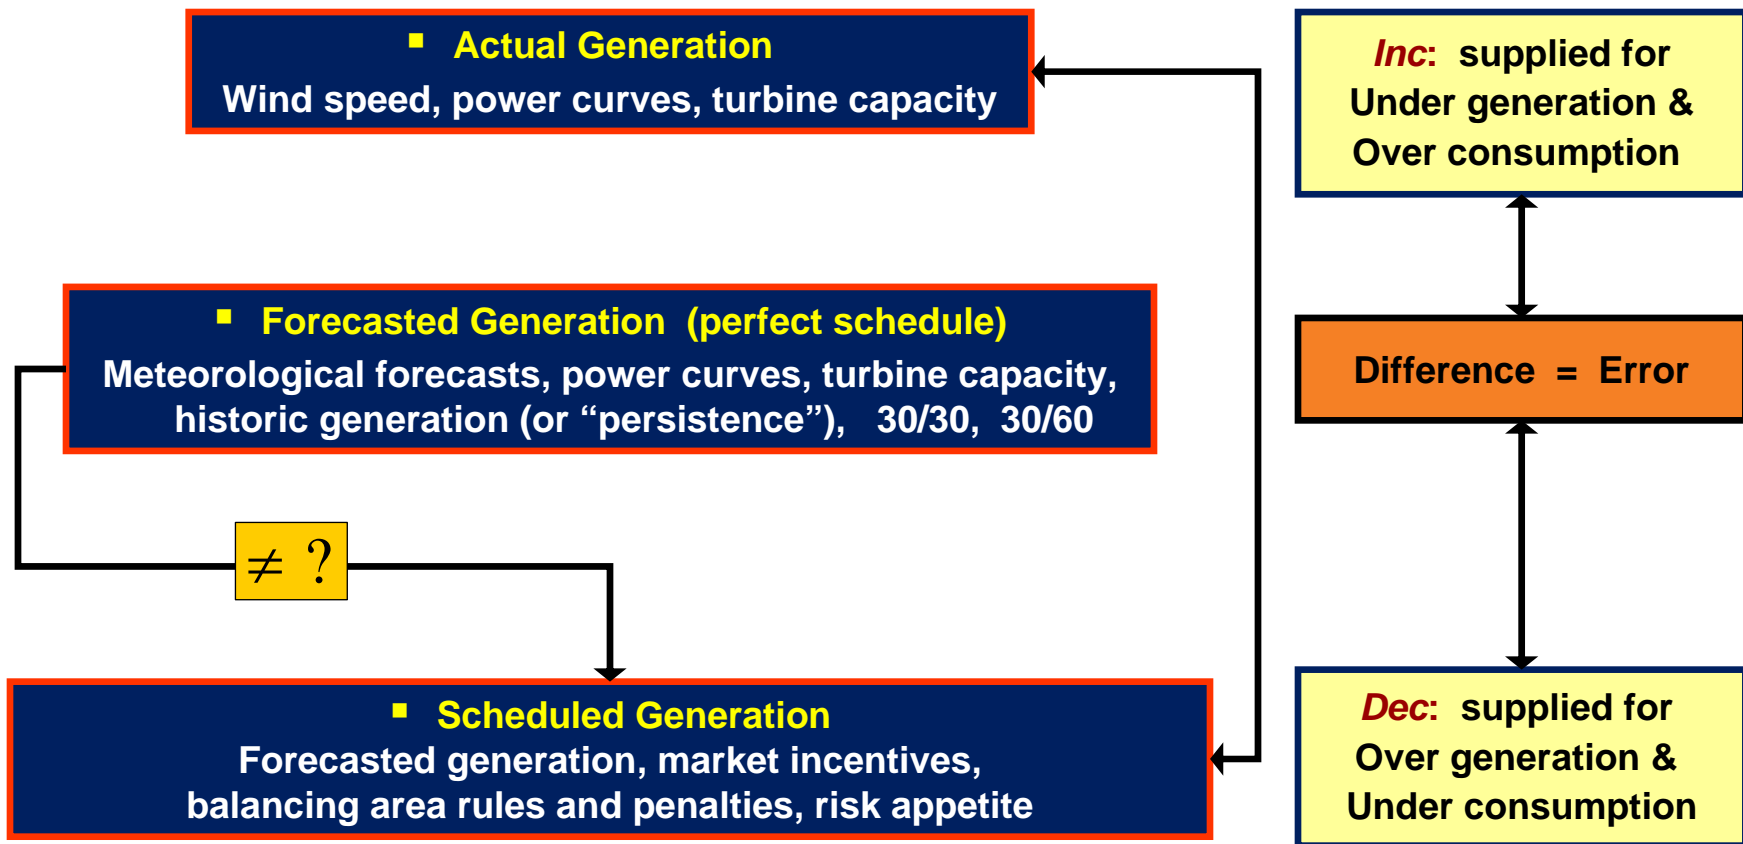 ▪ Actual Generation
Wind speed, power curves, turbine capacity
Inc: supplied for
Under generation &
Over consumption
▪ Forecasted Generation (perfect schedule)
Meteorological forecasts, power curves, turbine capacity,
historic generation (or “persistence”), 30/30, 30/60
Difference = Error
≠ ?
▪ Scheduled Generation
Forecasted generation, market incentives,
balancing area rules and penalties, risk appetite
Dec: supplied for
Over generation &
Under consumption